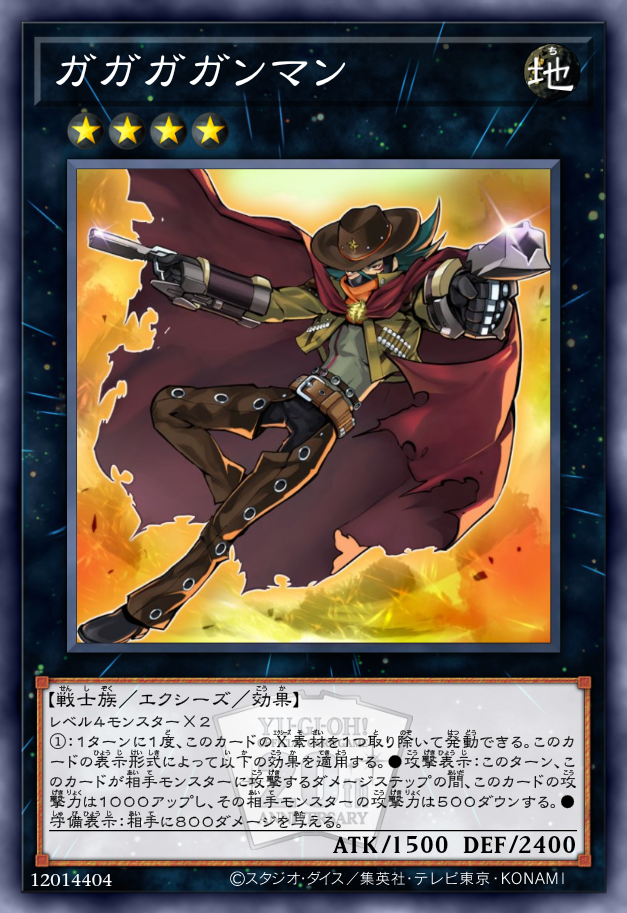 ガガガガンマン
地
ち
【戦士族/エクシーズ/効果】
レベル4モンスター×2
①:1ターンに1度、このカードのX素材を1つ取り除いて発動できる。このカ
ードの表示形式によって以下の効果を適用する。●攻撃表示:このターン、こ
のカードが相手モンスターに攻撃するダメージステップの間、このカードの攻
撃力は1000アップし、その相手モンスターの攻撃力は500ダウンする。●
守備表示:相手に800ダメージを与える。
YU-GI-OH!
ANNIVERSARY
ATK/1500 DEF/2400
12014404
©スタジオ・ダイス/集英社・テレビ東京・KONAMI